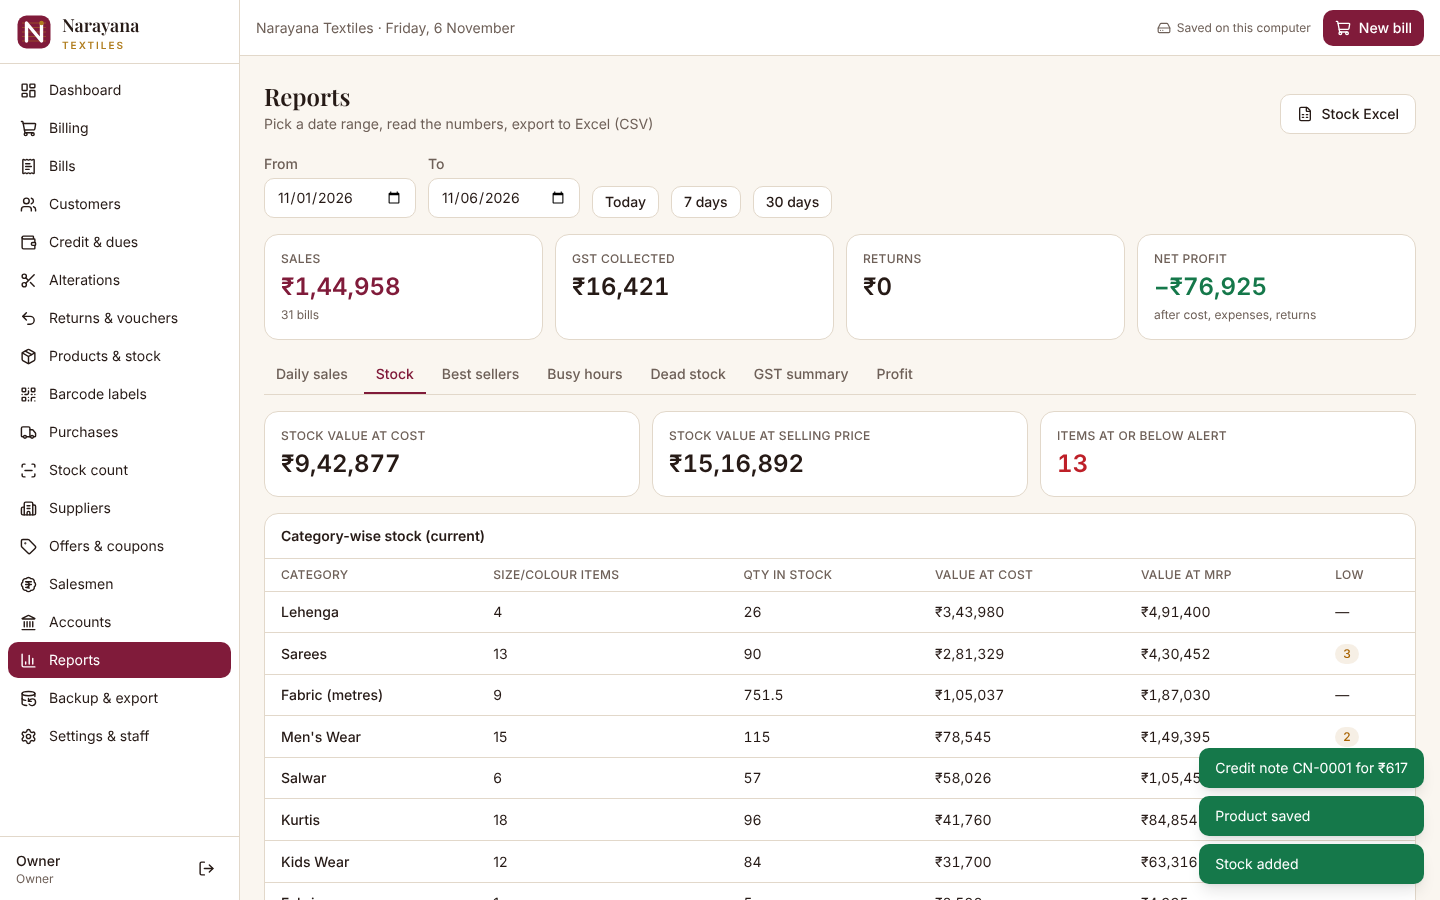 Narayana
TEXTILES
Narayana Textiles · Friday, 6 November
Saved on this computer
New bill
Dashboard
Billing
Bills
Customers
Credit & dues
Alterations
Returns & vouchers
Products & stock
Barcode labels
Purchases
Stock count
Suppliers
Offers & coupons
Salesmen
Accounts
Reports
Backup & export
Settings & staff
Owner
Owner
Reports
Pick a date range, read the numbers, export to Excel (CSV)
Stock Excel
From To
11/01/2026 11/06/2026 Today 7 days 30 days
SALES
₹1,44,958
31 bills
GST COLLECTED
₹16,421
RETURNS
₹0
NET PROFIT
−₹76,925
after cost, expenses, returns
Daily sales Stock Best sellers Busy hours Dead stock GST summary Profit
STOCK VALUE AT COST
₹9,42,877
STOCK VALUE AT SELLING PRICE
₹15,16,892
ITEMS AT OR BELOW ALERT
13
Category-wise stock (current)
CATEGORY SIZE/COLOUR ITEMS QTY IN STOCK VALUE AT COST VALUE AT MRP LOW
Lehenga 4 26 ₹3,43,980 ₹4,91,400 —
Sarees 13 90 ₹2,81,329 ₹4,30,452 3
Fabric (metres) 9 751.5 ₹1,05,037 ₹1,87,030 —
Men's Wear 15 115 ₹78,545 ₹1,49,395 2
Salwar 6 57 ₹58,026 ₹1,05,45
Kurtis 18 96 ₹41,760 ₹84,854
Kids Wear 12 84 ₹31,700 ₹63,316
Credit note CN-0001 for ₹617
Product saved
Stock added